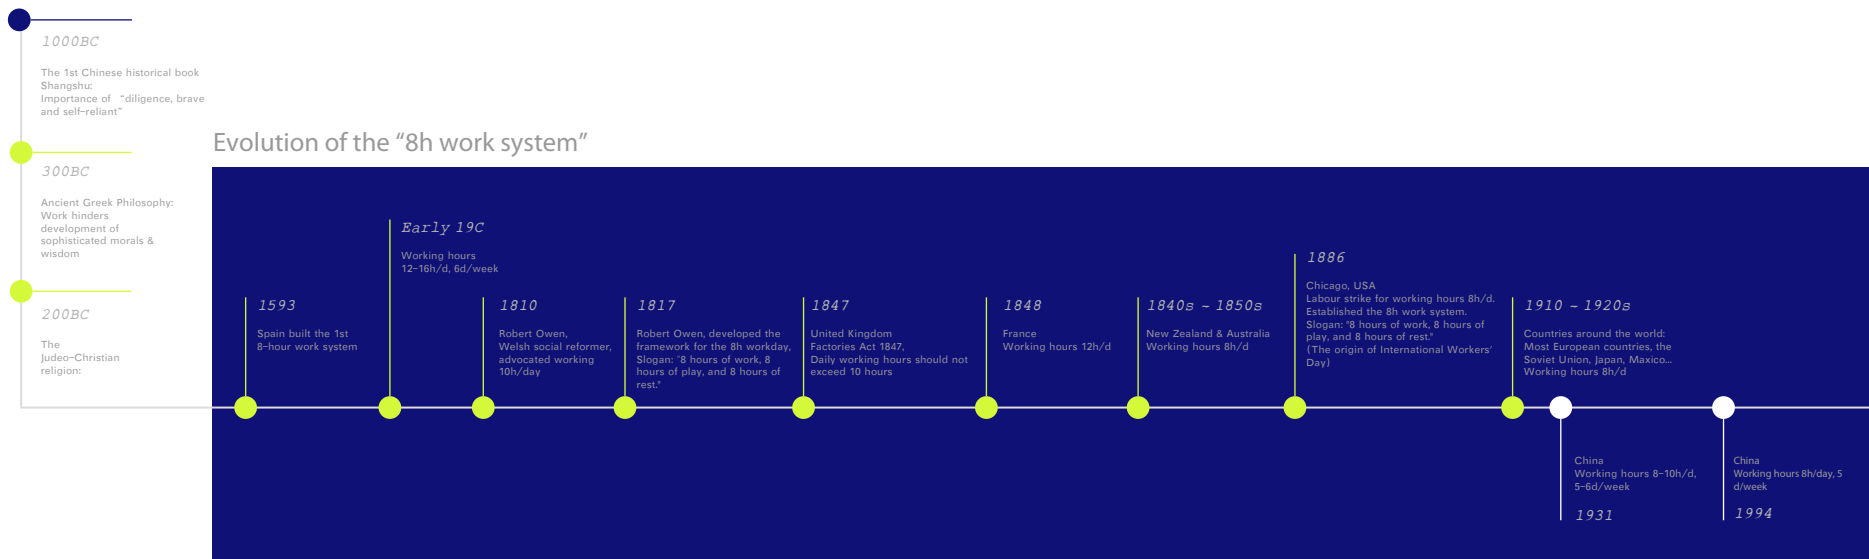 1000BC
The 1st Chinese historical book
Shangshu:
Importance of “diligence, brave
and self-reliant”
300BC
Ancient Greek Philosophy:
Work hinders
development of
sophisticated morals &
wisdom
200BC
The
Judeo-Christian
religion:
Evolution of the “8h work system”
1593
Spain built the 1st
8-hour work system
Early 19C
Working hours
12-16h/d, 6d/week
1810
Robert Owen,
Welsh social reformer,
advocated working
10h/day
1817
Robert Owen, developed the
framework for the 8h workday,
Slogan: "8 hours of work, 8
hours of play, and 8 hours of
rest."
1847
United Kingdom
Factories Act 1847,
Daily working hours should not
exceed 10 hours
1848
France
Working hours 12h/d
1840s ~ 1850s
New Zealand & Australia
Working hours 8h/d
1886
Chicago, USA
Labour strike for working hours 8h/d.
Established the 8h work system.
Slogan: "8 hours of work, 8 hours of
play, and 8 hours of rest."
(The origin of International Workers'
Day)
1910 ~ 1920s
Countries around the world:
Most European countries, the
Soviet Union, Japan, Maxico...
Working hours 8h/d
China
Working hours 8-10h/d,
5-6d/week
1931
China
Working hours 8h/day, 5
d/week
1994